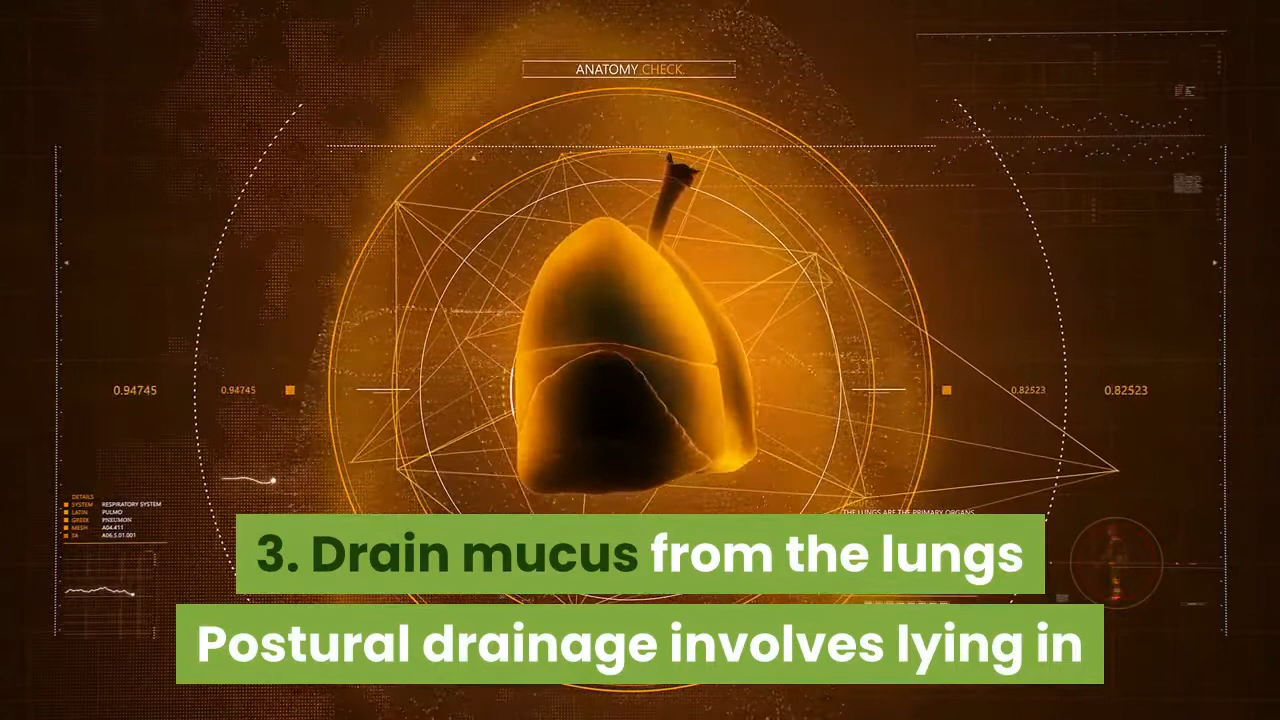 ANATOMY CHECK.
0.94745
0.94745
0.82523
0.82523
DETAILS
SYSTEM RESPIRATORY SYSTEM
LATIN PULMO
GREEK PNEUMON
MESH A04.411
TA A06.5.01.001
THE LUNGS ARE THE PRIMARY ORGANS
3. Drain mucus from the lungs
Postural drainage involves lying in